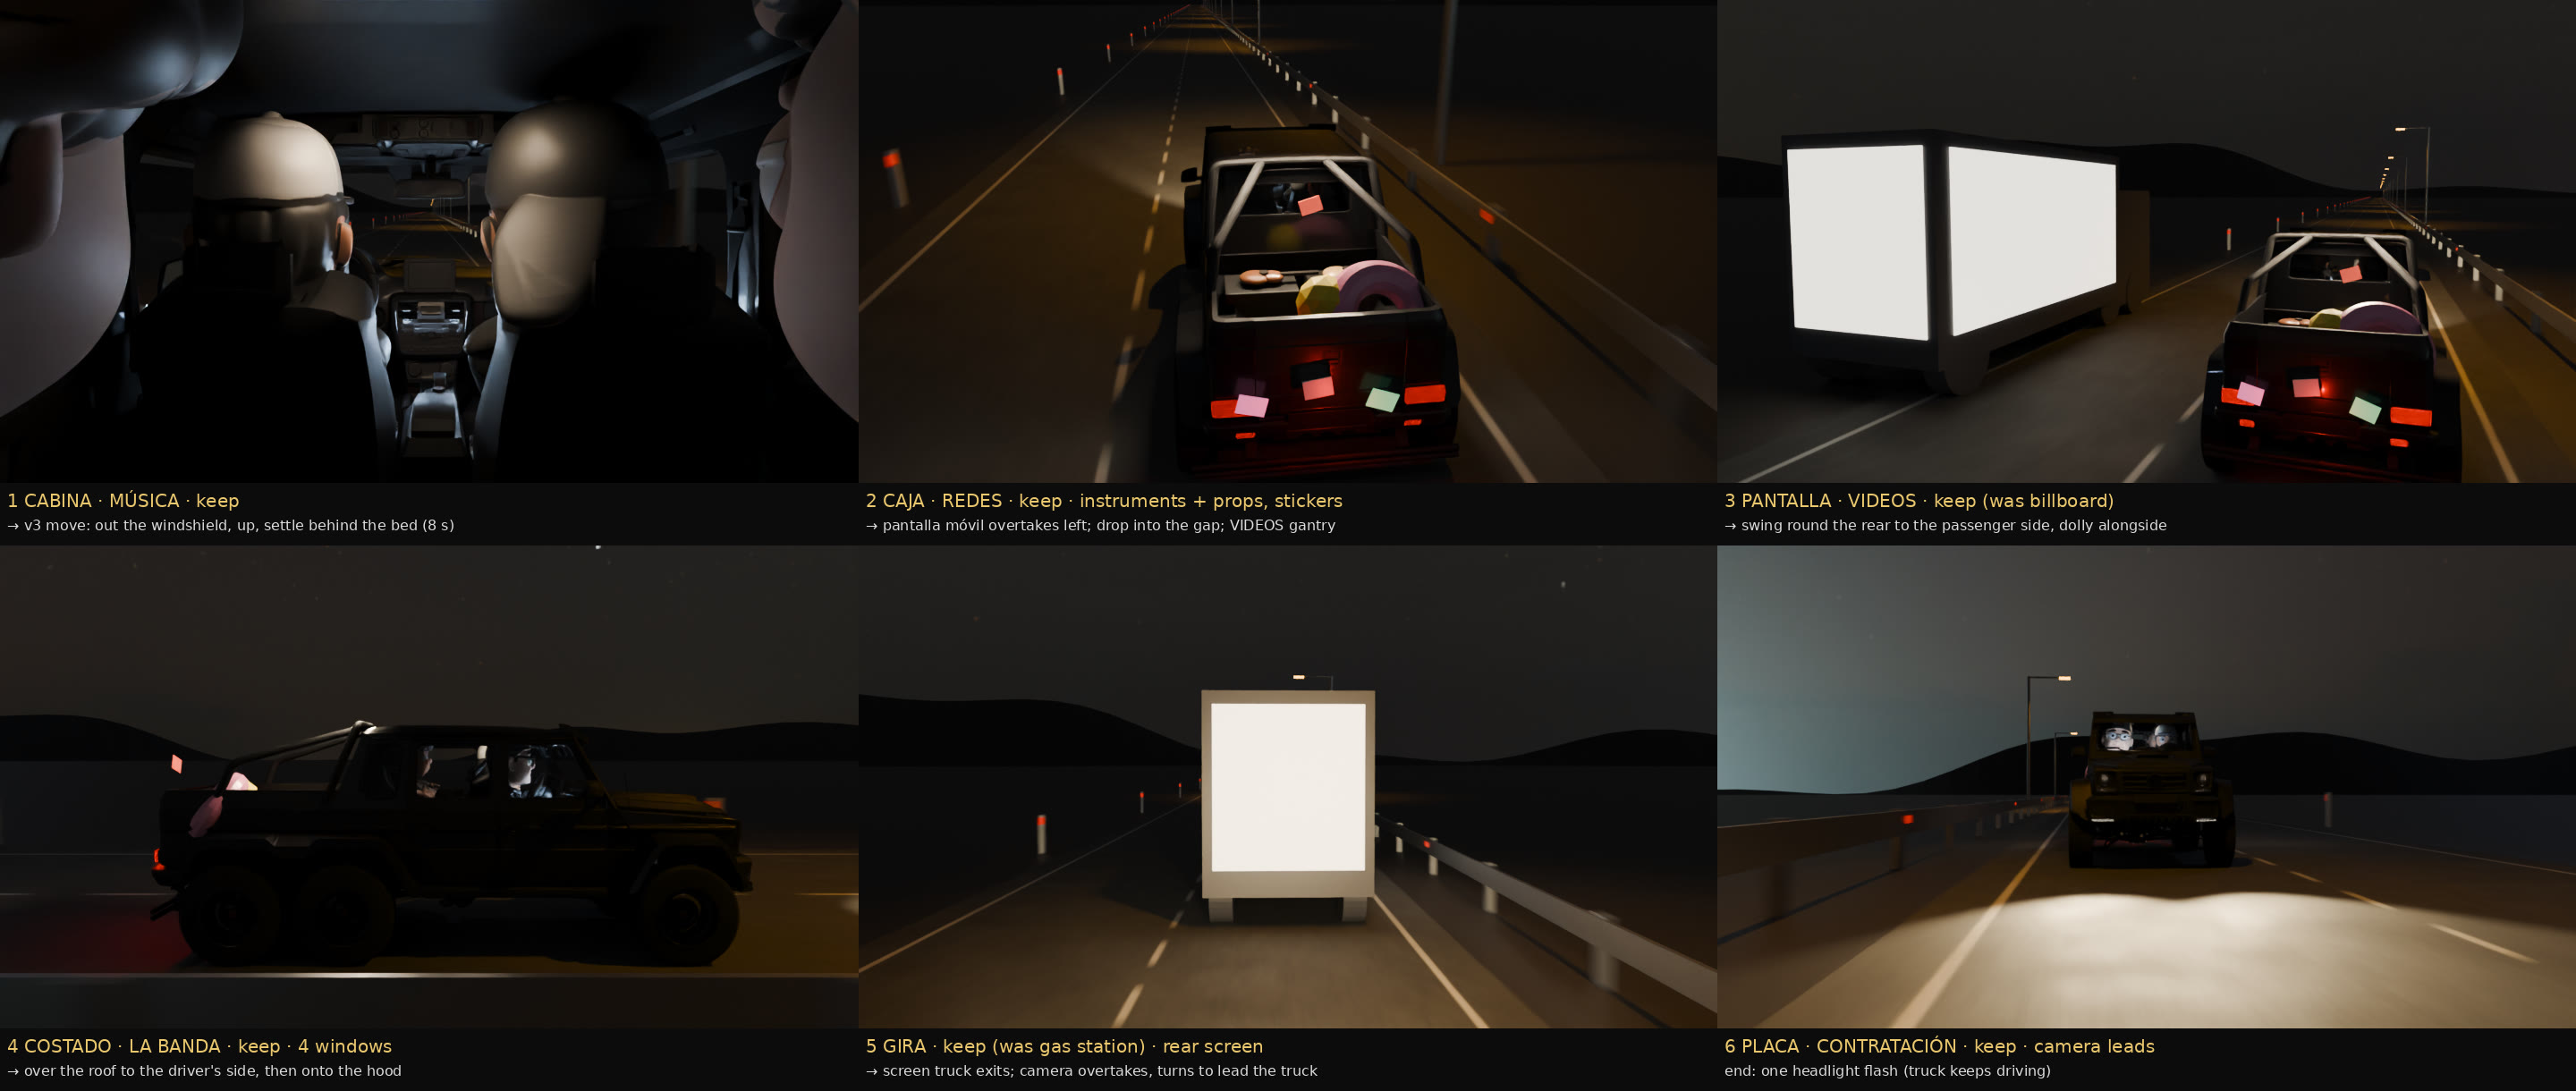 1 CABINA · MÚSICA · keep
→ v3 move: out the windshield, up, settle behind the bed (8 s)
2 CAJA · REDES · keep · instruments + props, stickers
→ pantalla móvil overtakes left; drop into the gap; VIDEOS gantry
3 PANTALLA · VIDEOS · keep (was billboard)
→ swing round the rear to the passenger side, dolly alongside
4 COSTADO · LA BANDA · keep · 4 windows
→ over the roof to the driver's side, then onto the hood
5 GIRA · keep (was gas station) · rear screen
→ screen truck exits; camera overtakes, turns to lead the truck
6 PLACA · CONTRATACIÓN · keep · camera leads
end: one headlight flash (truck keeps driving)